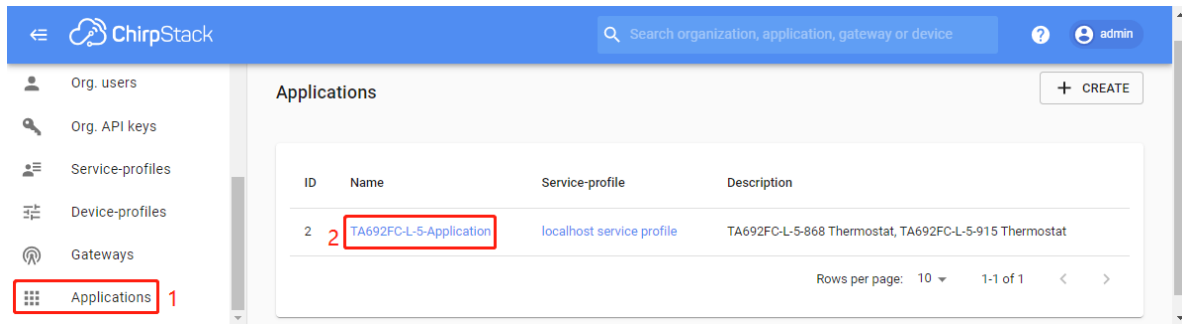 ChirpStack
Search organization, application, gateway or device
? admin
Org. users
Org. API keys
Service-profiles
Device-profiles
Gateways
Applications 1
Applications
+ CREATE
ID Name Service-profile Description
2 2 TA692FC-L-5-Application localhost service profile TA692FC-L-5-868 Thermostat, TA692FC-L-5-915 Thermostat
Rows per page: 10 1-1 of 1 < >